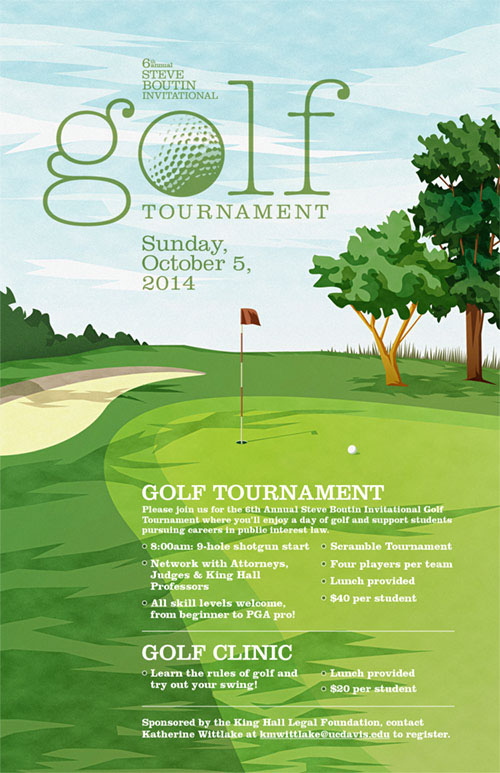 6th annual
STEVE
BOUTIN
INVITATIONAL
golf
TOURNAMENT
Sunday,
October 5,
2014
GOLF TOURNAMENT
Please join us for the 6th Annual Steve Boutin Invitational Golf
Tournament where you'll enjoy a day of golf and support students
pursuing careers in public interest law.
8:00am: 9-hole shotgun start
Network with Attorneys,
Judges & King Hall
Professors
All skill levels welcome,
from beginner to PGA pro!
Scramble Tournament
Four players per team
Lunch provided
$40 per student
GOLF CLINIC
Learn the rules of golf and
try out your swing!
Lunch provided
$20 per student
Sponsored by the King Hall Legal Foundation, contact
Katherine Wittlake at kmwittlake@ucdavis.edu to register.